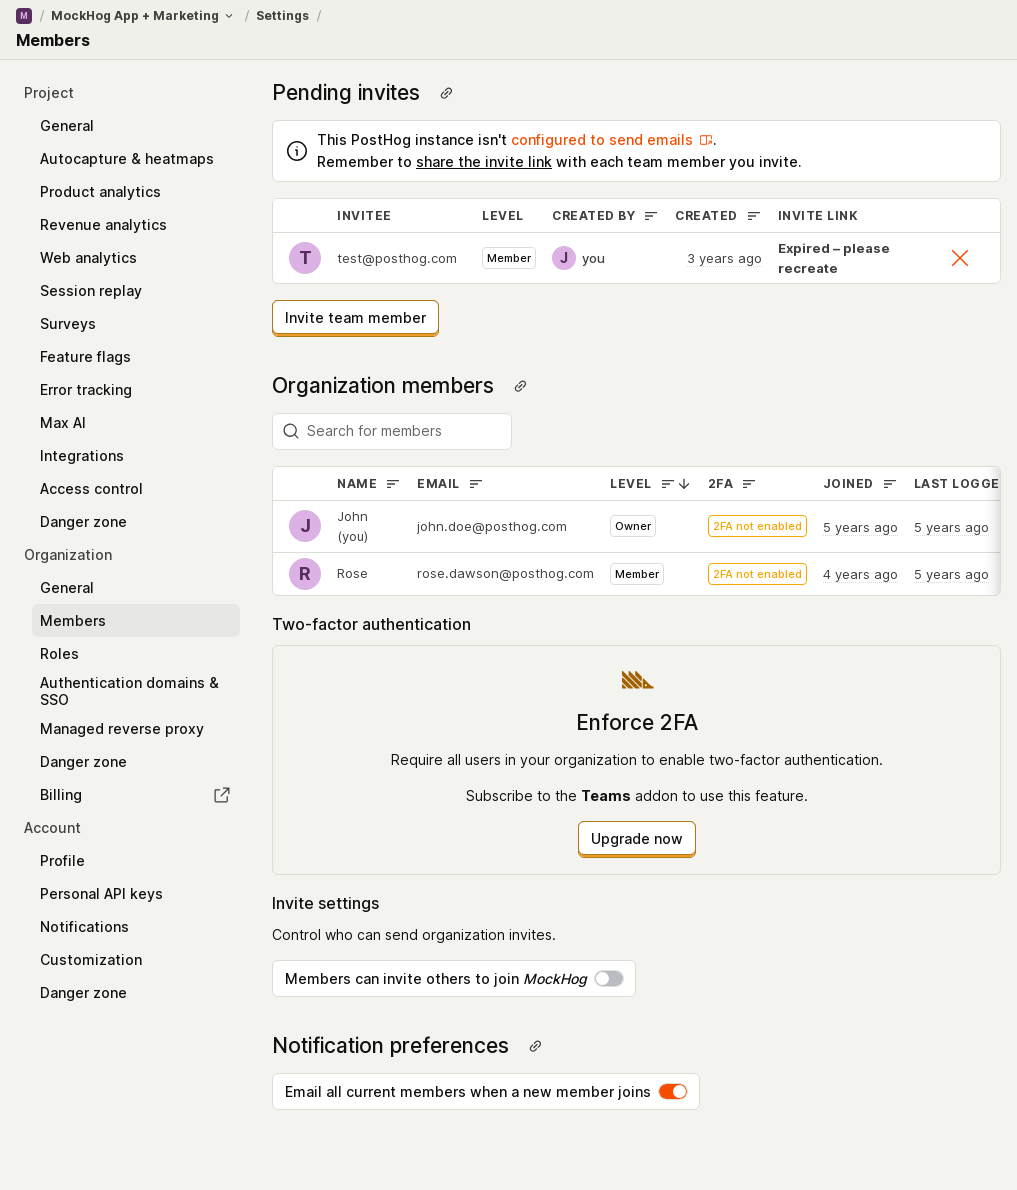 M / MockHog App + Marketing / Settings /
Members
Project
General
Autocapture & heatmaps
Product analytics
Revenue analytics
Web analytics
Session replay
Surveys
Feature flags
Error tracking
Max AI
Integrations
Access control
Danger zone
Organization
General
Members
Roles
Authentication domains &
SSO
Managed reverse proxy
Danger zone
Billing
Account
Profile
Personal API keys
Notifications
Customization
Danger zone
Pending invites
This PostHog instance isn't configured to send emails .
Remember to share the invite link with each team member you invite.
INVITEE LEVEL CREATED BY CREATED INVITE LINK
T test@posthog.com Member J you 3 years ago Expired – please
recreate
Invite team member
Organization members
Search for members
NAME EMAIL LEVEL 2FA JOINED LAST LOGGE
J John
(you) john.doe@posthog.com Owner 2FA not enabled 5 years ago 5 years ago
R Rose rose.dawson@posthog.com Member 2FA not enabled 4 years ago 5 years ago
Two-factor authentication
Enforce 2FA
Require all users in your organization to enable two-factor authentication.
Subscribe to the Teams addon to use this feature.
Upgrade now
Invite settings
Control who can send organization invites.
Members can invite others to join MockHog
Notification preferences
Email all current members when a new member joins